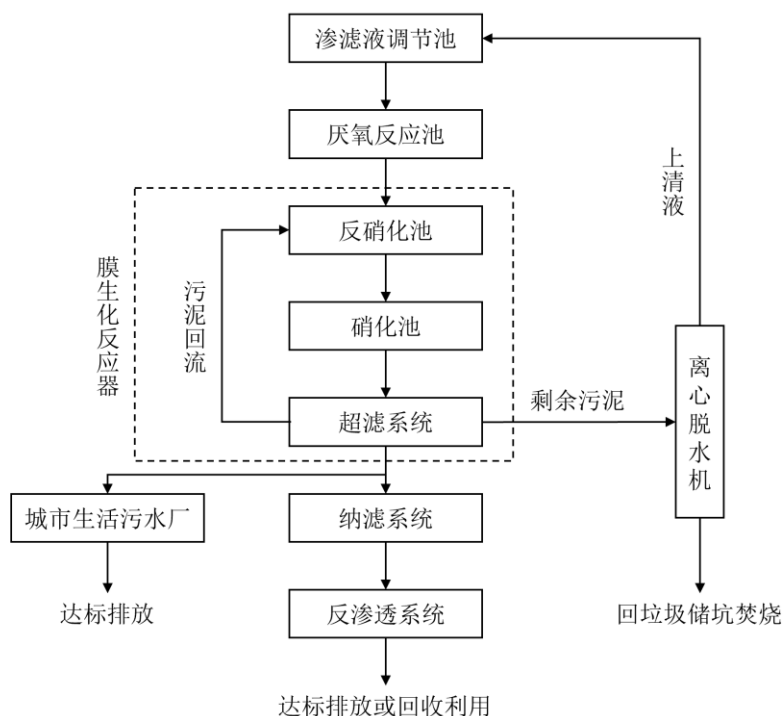 渗滤液调节池
厌氧反应池
上清液
反硝化池
膜生化反应器
污泥回流
硝化池
离心脱水机
剩余污泥
超滤系统
城市生活污水厂
纳滤系统
达标排放
反渗透系统
回垃圾储坑焚烧
达标排放或回收利用